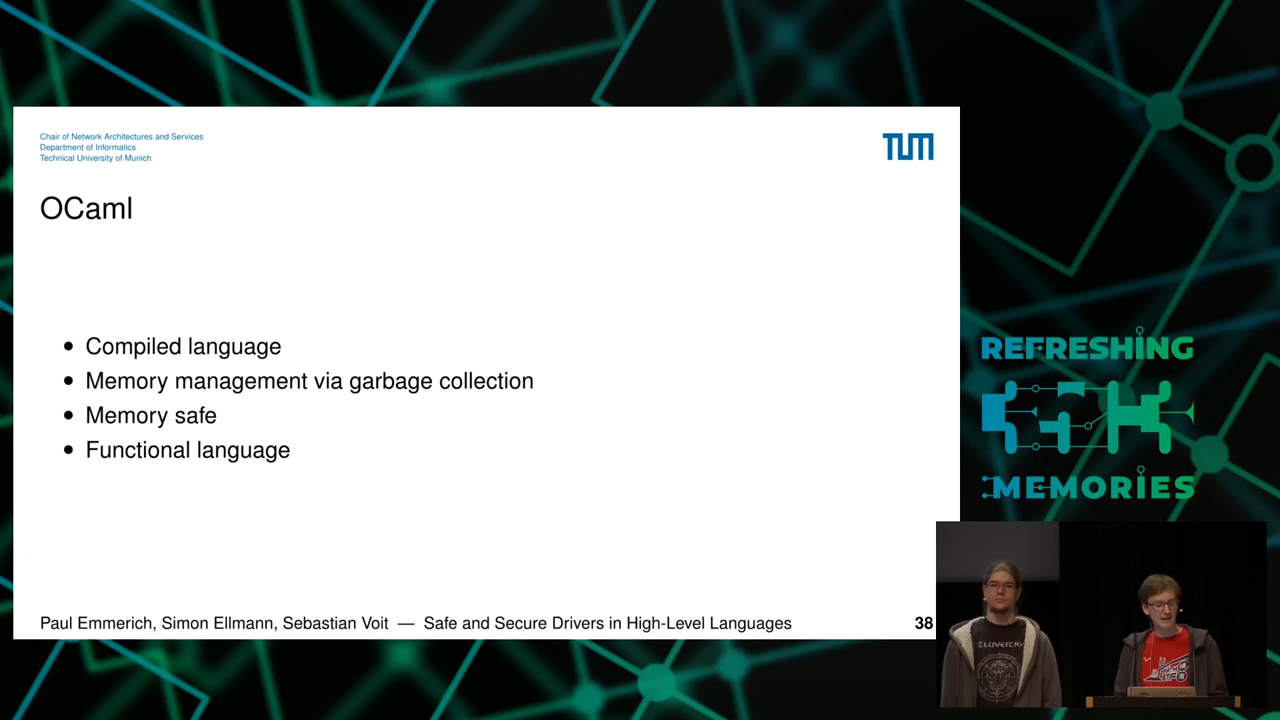 Chair of Network Architectures and Services
Department of Informatics
Technical University of Munich
TUM
OCaml
Compiled language
Memory management via garbage collection
Memory safe
Functional language
Paul Emmerich, Simon Ellmann, Sebastian Voit — Safe and Secure Drivers in High-Level Languages
38
REFRESHING
MEMORIES
ELUVEITIE